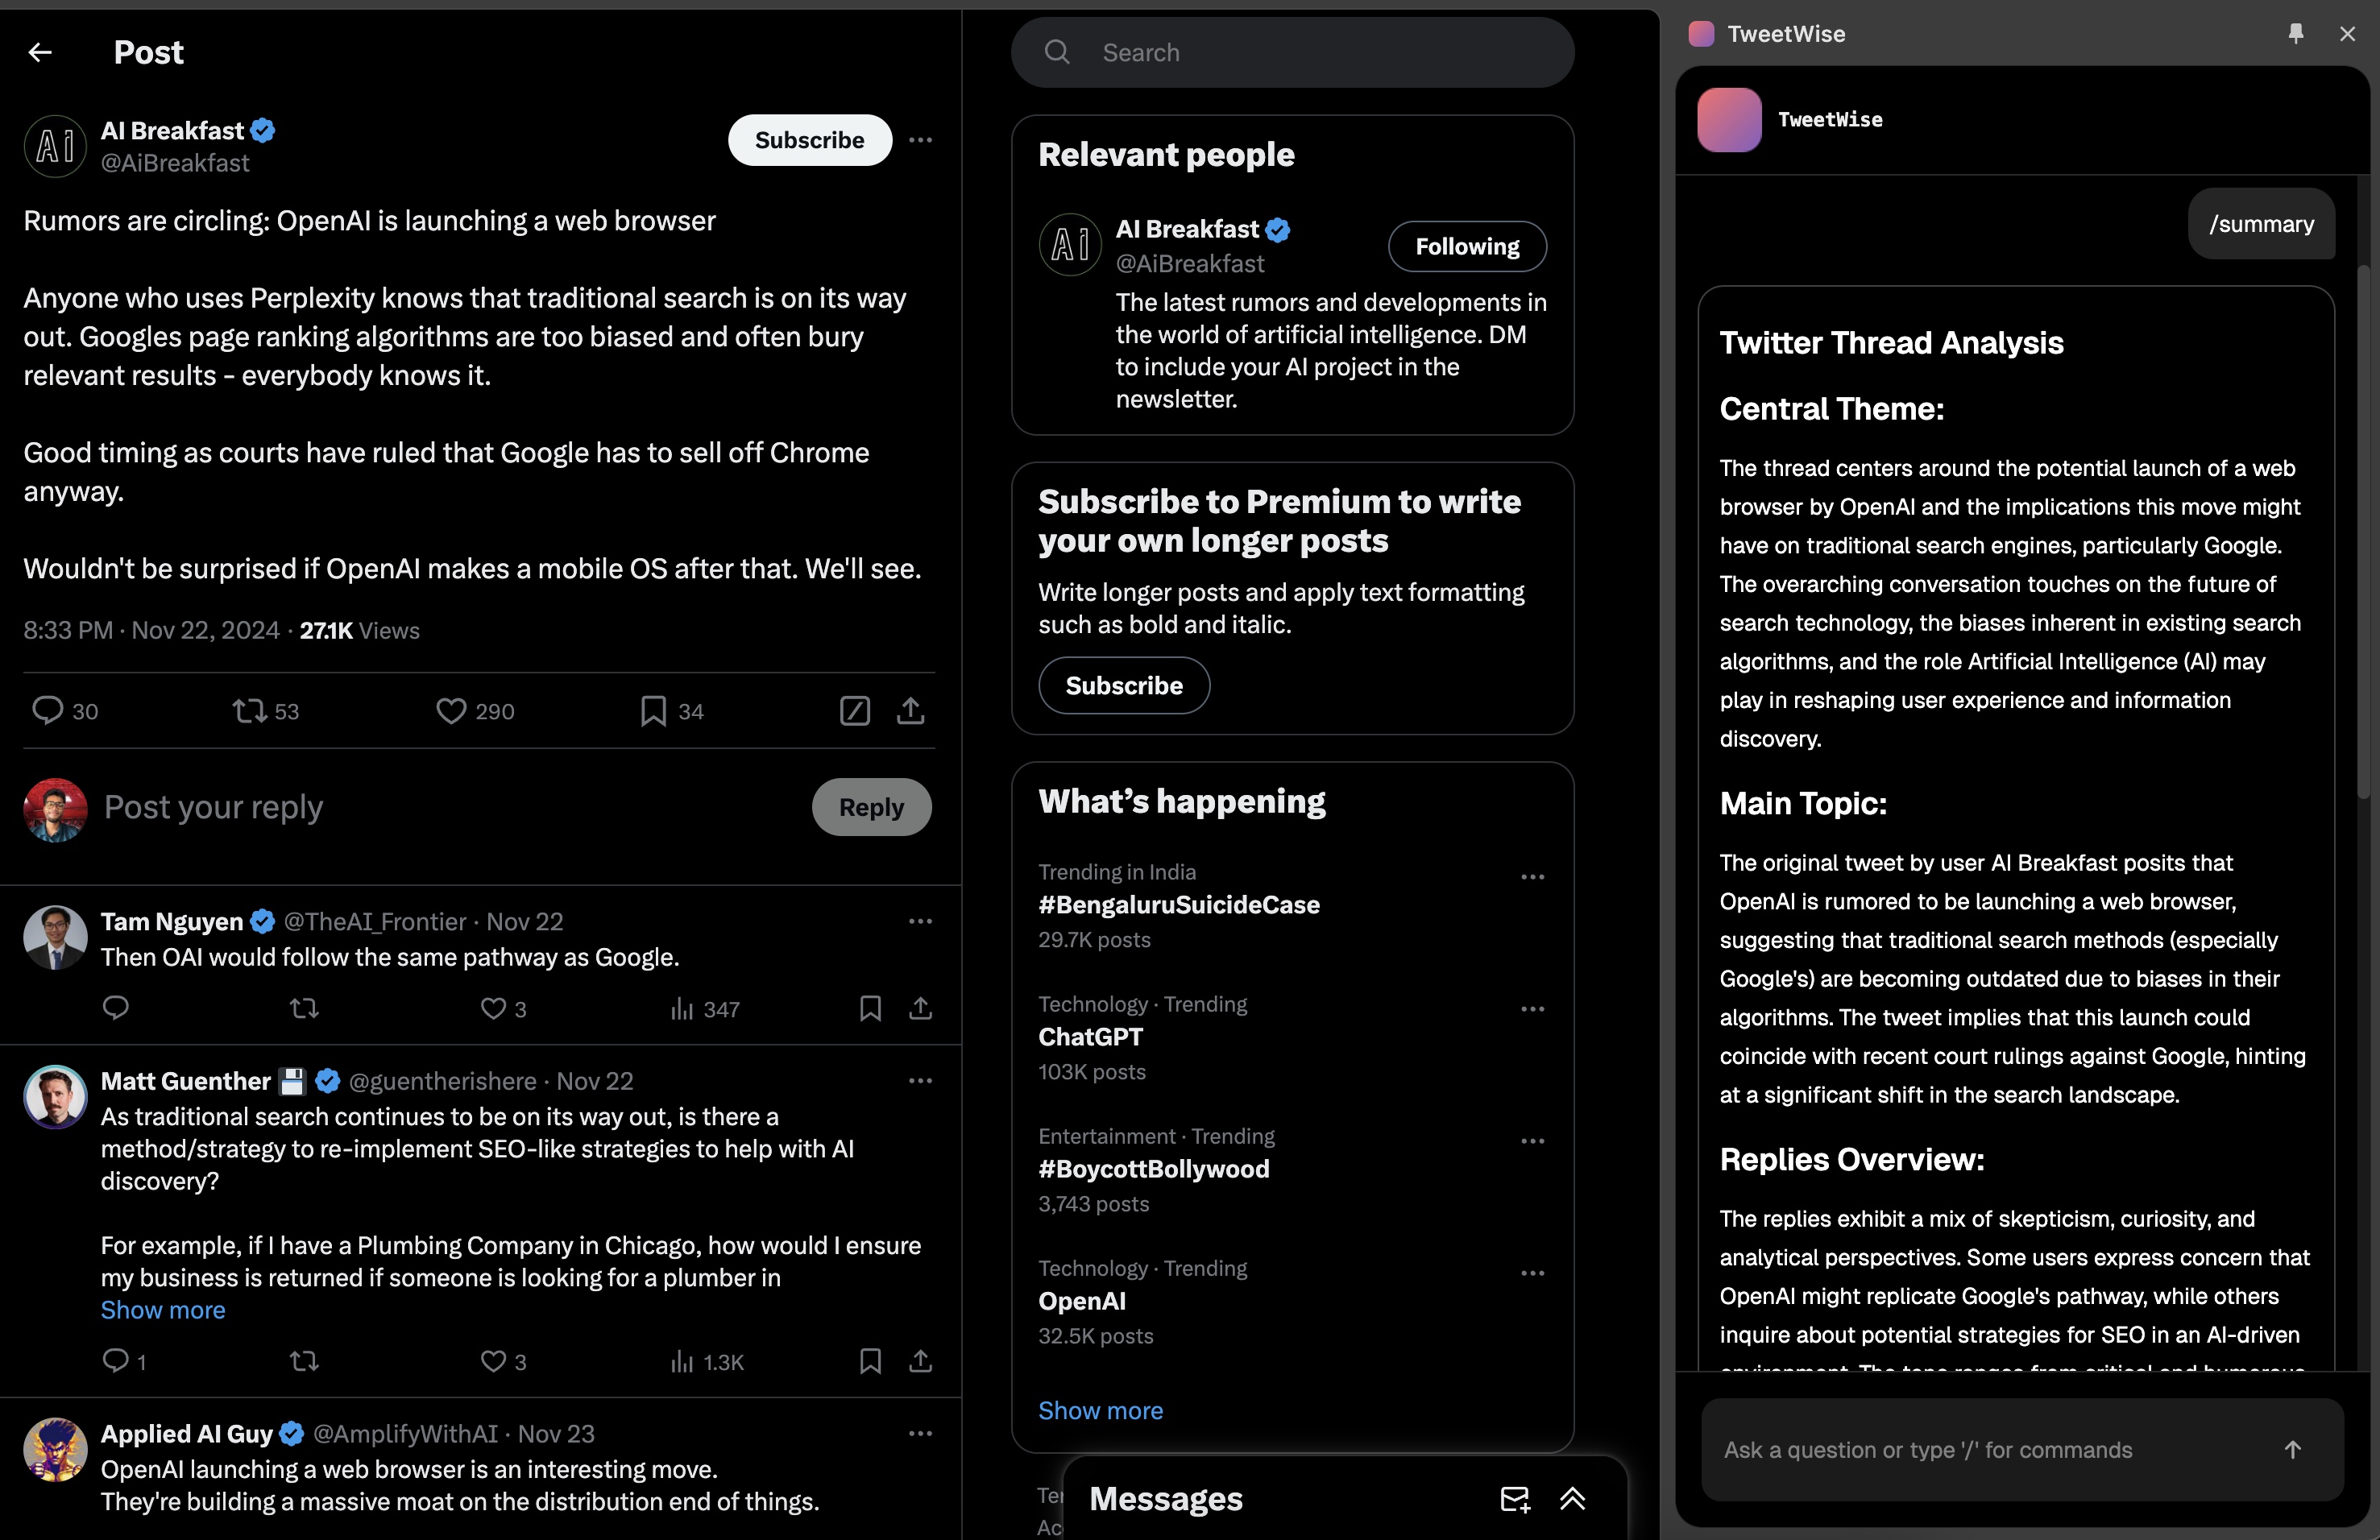 Post
AI Breakfast
@AiBreakfast
Subscribe
Rumors are circling: OpenAI is launching a web browser
Anyone who uses Perplexity knows that traditional search is on its way
out. Googles page ranking algorithms are too biased and often bury
relevant results - everybody knows it.
Good timing as courts have ruled that Google has to sell off Chrome
anyway.
Wouldn't be surprised if OpenAI makes a mobile OS after that. We'll see.
8:33 PM · Nov 22, 2024 · 27.1K Views
30 53 290 34
Post your reply
Reply
Tam Nguyen @TheAI_Frontier · Nov 22
Then OAI would follow the same pathway as Google.
3 347
Matt Guenther 💾 @guentherishere · Nov 22
As traditional search continues to be on its way out, is there a
method/strategy to re-implement SEO-like strategies to help with AI
discovery?
For example, if I have a Plumbing Company in Chicago, how would I ensure
my business is returned if someone is looking for a plumber in
Show more
1 3 1.3K
Applied AI Guy @AmplifyWithAI · Nov 23
OpenAI launching a web browser is an interesting move.
They're building a massive moat on the distribution end of things.
Search
Relevant people
AI Breakfast
@AiBreakfast
Following
The latest rumors and developments in
the world of artificial intelligence. DM
to include your AI project in the
newsletter.
Subscribe to Premium to write
your own longer posts
Write longer posts and apply text formatting
such as bold and italic.
Subscribe
What's happening
Trending in India
#BengaluruSuicideCase
29.7K posts
Technology · Trending
ChatGPT
103K posts
Entertainment · Trending
#BoycottBollywood
3,743 posts
Technology · Trending
OpenAI
32.5K posts
Show more
Messages
TweetWise
TweetWise
/summary
Twitter Thread Analysis
Central Theme:
The thread centers around the potential launch of a web
browser by OpenAI and the implications this move might
have on traditional search engines, particularly Google.
The overarching conversation touches on the future of
search technology, the biases inherent in existing search
algorithms, and the role Artificial Intelligence (AI) may
play in reshaping user experience and information
discovery.
Main Topic:
The original tweet by user AI Breakfast posits that
OpenAI is rumored to be launching a web browser,
suggesting that traditional search methods (especially
Google's) are becoming outdated due to biases in their
algorithms. The tweet implies that this launch could
coincide with recent court rulings against Google, hinting
at a significant shift in the search landscape.
Replies Overview:
The replies exhibit a mix of skepticism, curiosity, and
analytical perspectives. Some users express concern that
OpenAI might replicate Google's pathway, while others
inquire about potential strategies for SEO in an AI-driven
environment. The tone ranges from critical and humorous
Ask a question or type '/' for commands